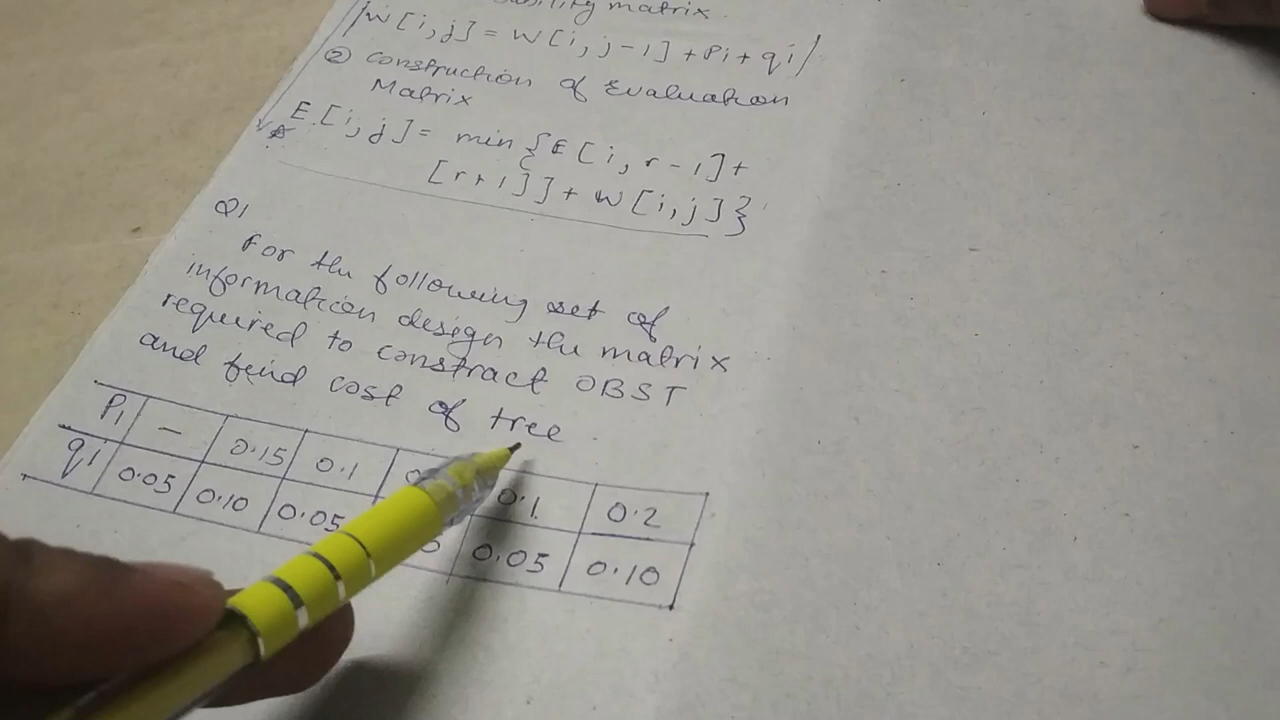 matrix
W[i,j] = W[i,j-1] + Pi + qi
② construction of Evaluation
Matrix
E[i,j] = min {E[i,r-1]+
[r+1]] + W[i,j]}
Q1
For the following set of
information design the matrix
required to construct OBST
and find cost of tree
Pi — 0.15 0.1 0.1 0.2
qi 0.05 0.10 0.05 0.05 0.10